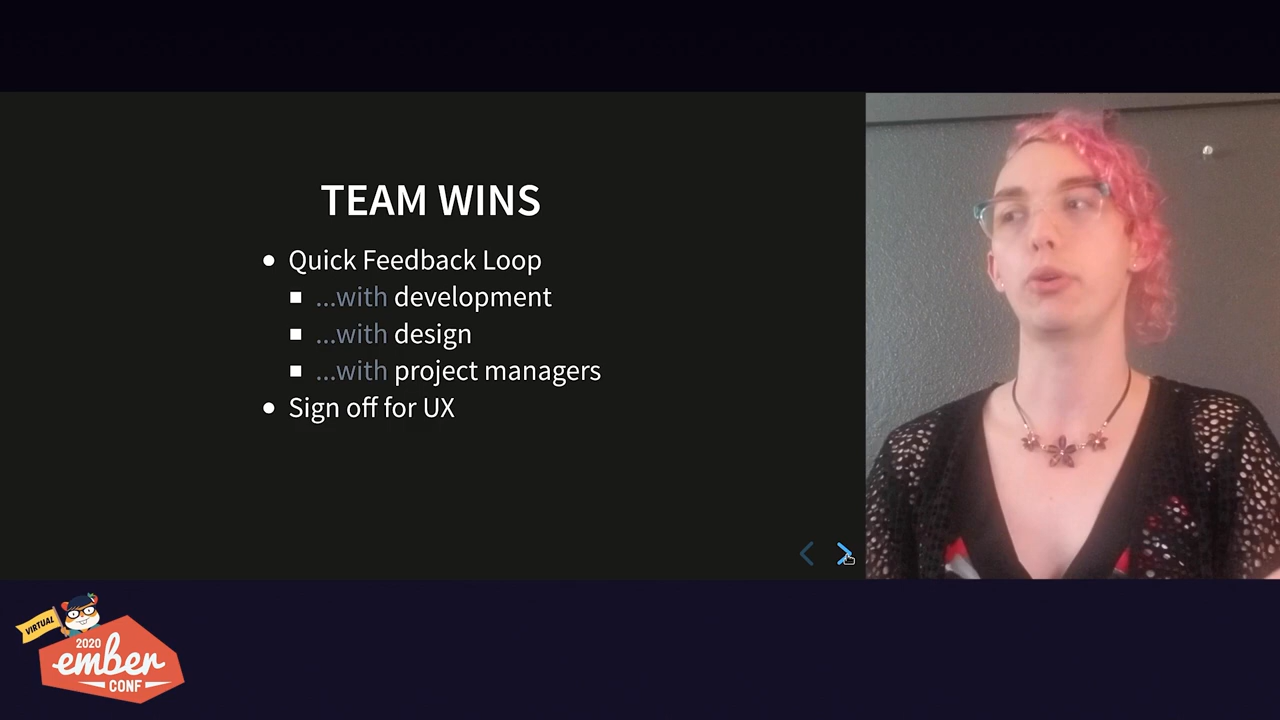 TEAM WINS
Quick Feedback Loop
...with development
...with design
...with project managers
Sign off for UX
VIRTUAL
2020
ember
CONF